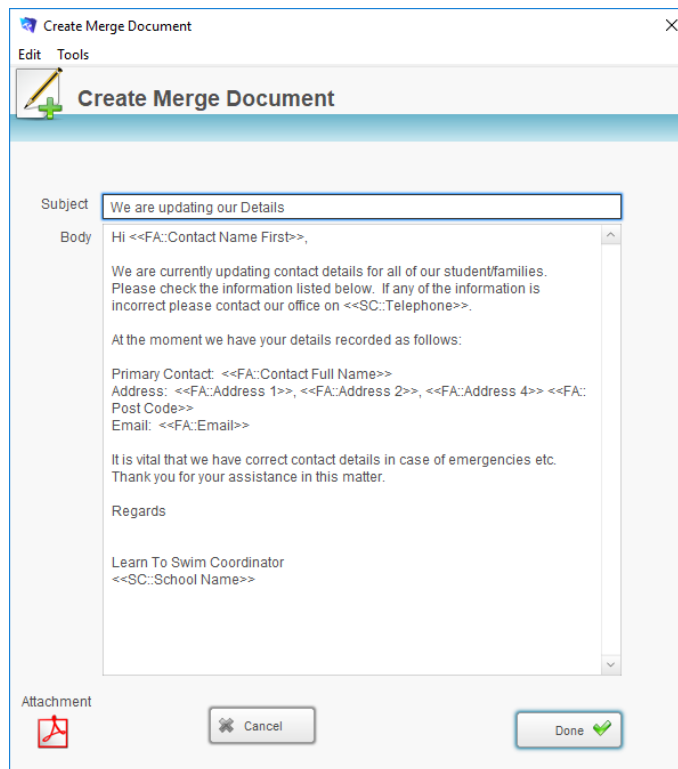 Create Merge Document
Edit Tools
Create Merge Document
Subject We are updating our Details
Body Hi <<FA::Contact Name First>>,
We are currently updating contact details for all of our student/families.
Please check the information listed below.  If any of the information is
incorrect please contact our office on <<SC::Telephone>>.
At the moment we have your details recorded as follows:
Primary Contact:  <<FA::Contact Full Name>>
Address:  <<FA::Address 1>>, <<FA::Address 2>>, <<FA::Address 4>> <<FA::
Post Code>>
Email:  <<FA::Email>>
It is vital that we have correct contact details in case of emergencies etc.
Thank you for your assistance in this matter.
Regards
Learn To Swim Coordinator
<<SC::School Name>>
Attachment
Cancel
Done